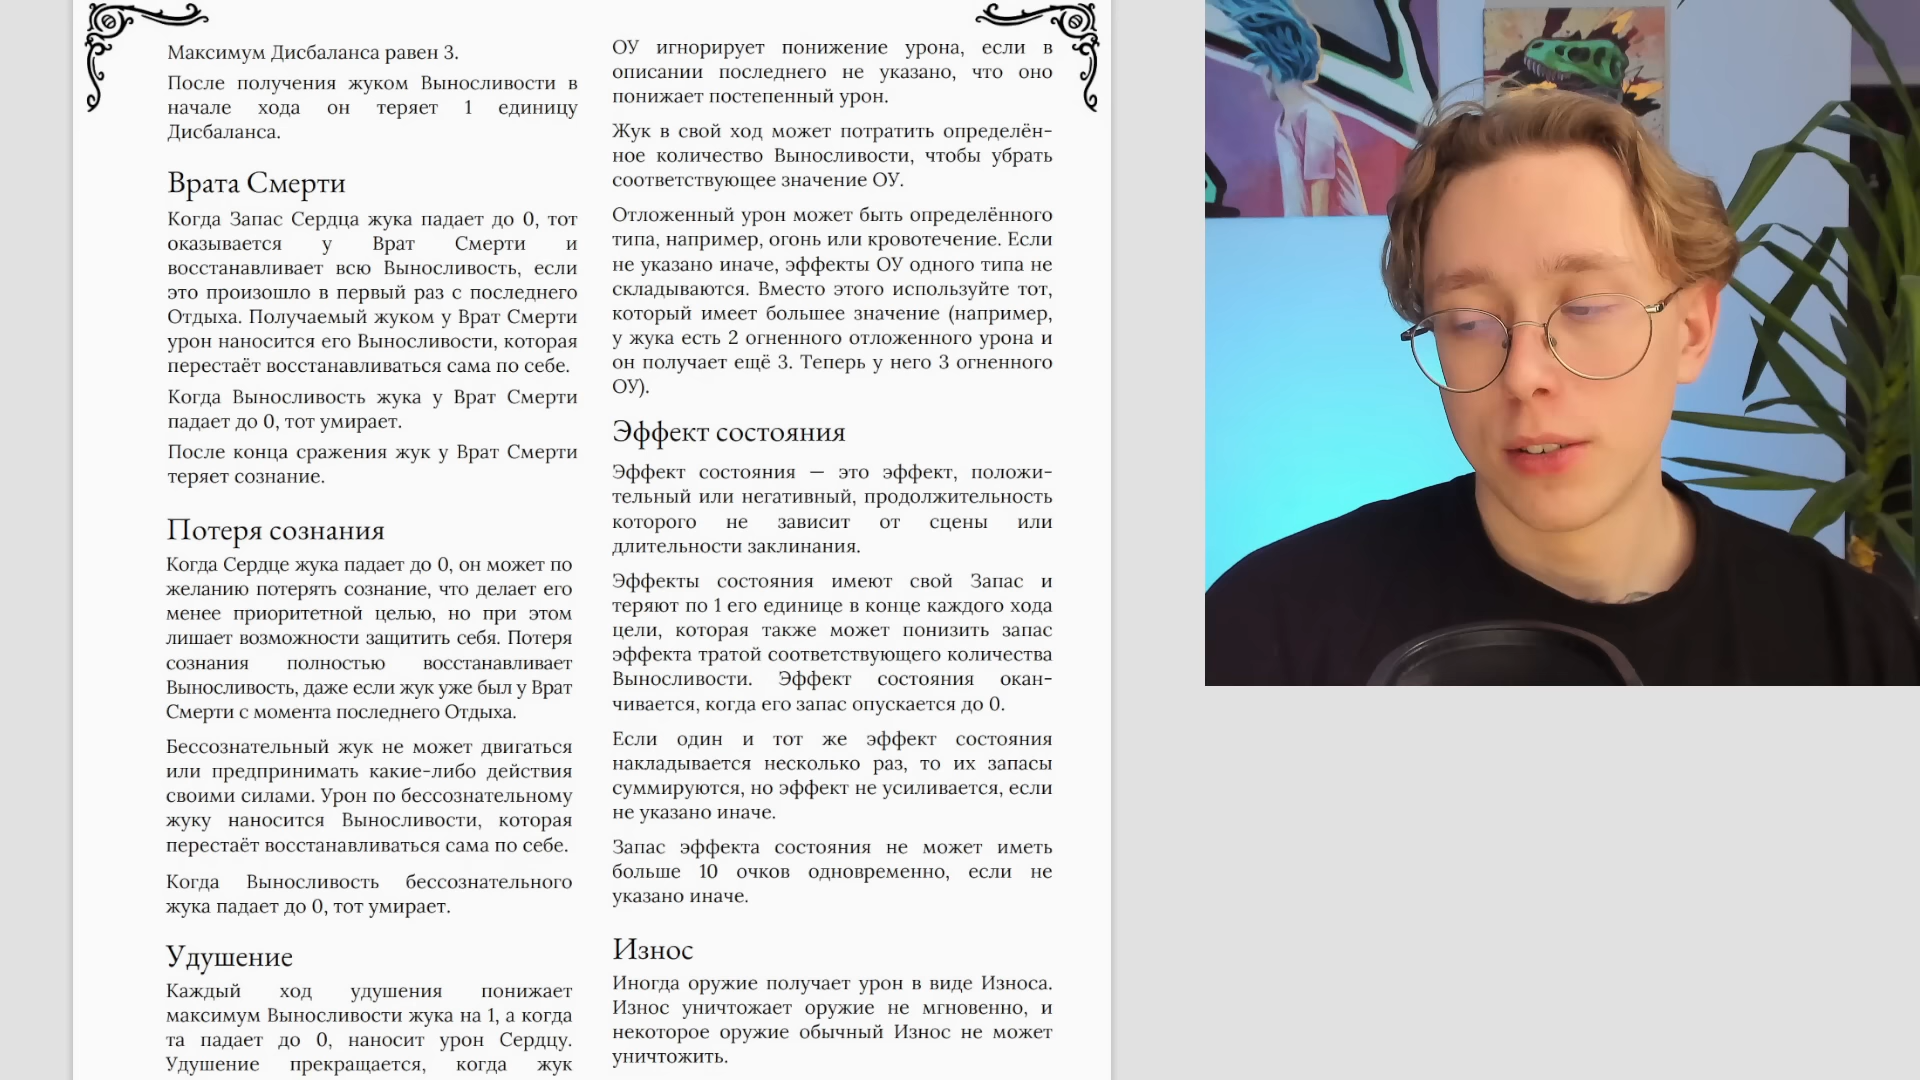 Максимум Дисбаланса равен 3.
После получения жуком Выносливости в
начале хода он теряет 1 единицу
Дисбаланса.
Врата Смерти
Когда Запас Сердца жука падает до 0, тот
оказывается у Врат Смерти и
восстанавливает всю Выносливость, если
это произошло в первый раз с последнего
Отдыха. Получаемый жуком у Врат Смерти
урон наносится его Выносливости, которая
перестаёт восстанавливаться сама по себе.
Когда Выносливость жука у Врат Смерти
падает до 0, тот умирает.
После конца сражения жук у Врат Смерти
теряет сознание.
Потеря сознания
Когда Сердце жука падает до 0, он может по
желанию потерять сознание, что делает его
менее приоритетной целью, но при этом
лишает возможности защитить себя. Потеря
сознания полностью восстанавливает
Выносливость, даже если жук уже был у Врат
Смерти с момента последнего Отдыха.
Бессознательный жук не может двигаться
или предпринимать какие-либо действия
своими силами. Урон по бессознательному
жуку наносится Выносливости, которая
перестаёт восстанавливаться сама по себе.
Когда Выносливость бессознательного
жука падает до 0, тот умирает.
Удушение
Каждый ход удушения понижает
максимум Выносливости жука на 1, а когда
та падает до 0, наносит урон Сердцу.
Удушение прекращается, когда жук
ОУ игнорирует понижение урона, если в
описании последнего не указано, что оно
понижает постепенный урон.
Жук в свой ход может потратить определён-
ное количество Выносливости, чтобы убрать
соответствующее значение ОУ.
Отложенный урон может быть определённого
типа, например, огонь или кровотечение. Если
не указано иначе, эффекты ОУ одного типа не
складываются. Вместо этого используйте тот,
который имеет большее значение (например,
у жука есть 2 огненного отложенного урона и
он получает ещё 3. Теперь у него 3 огненного
ОУ).
Эффект состояния
Эффект состояния — это эффект, положи-
тельный или негативный, продолжительность
которого не зависит от сцены или
длительности заклинания.
Эффекты состояния имеют свой Запас и
теряют по 1 его единице в конце каждого хода
цели, которая также может понизить запас
эффекта тратой соответствующего количества
Выносливости. Эффект состояния окан-
чивается, когда его запас опускается до 0.
Если один и тот же эффект состояния
накладывается несколько раз, то их запасы
суммируются, но эффект не усиливается, если
не указано иначе.
Запас эффекта состояния не может иметь
больше 10 очков одновременно, если не
указано иначе.
Износ
Иногда оружие получает урон в виде Износа.
Износ уничтожает оружие не мгновенно, и
некоторое оружие обычный Износ не может
уничтожить.